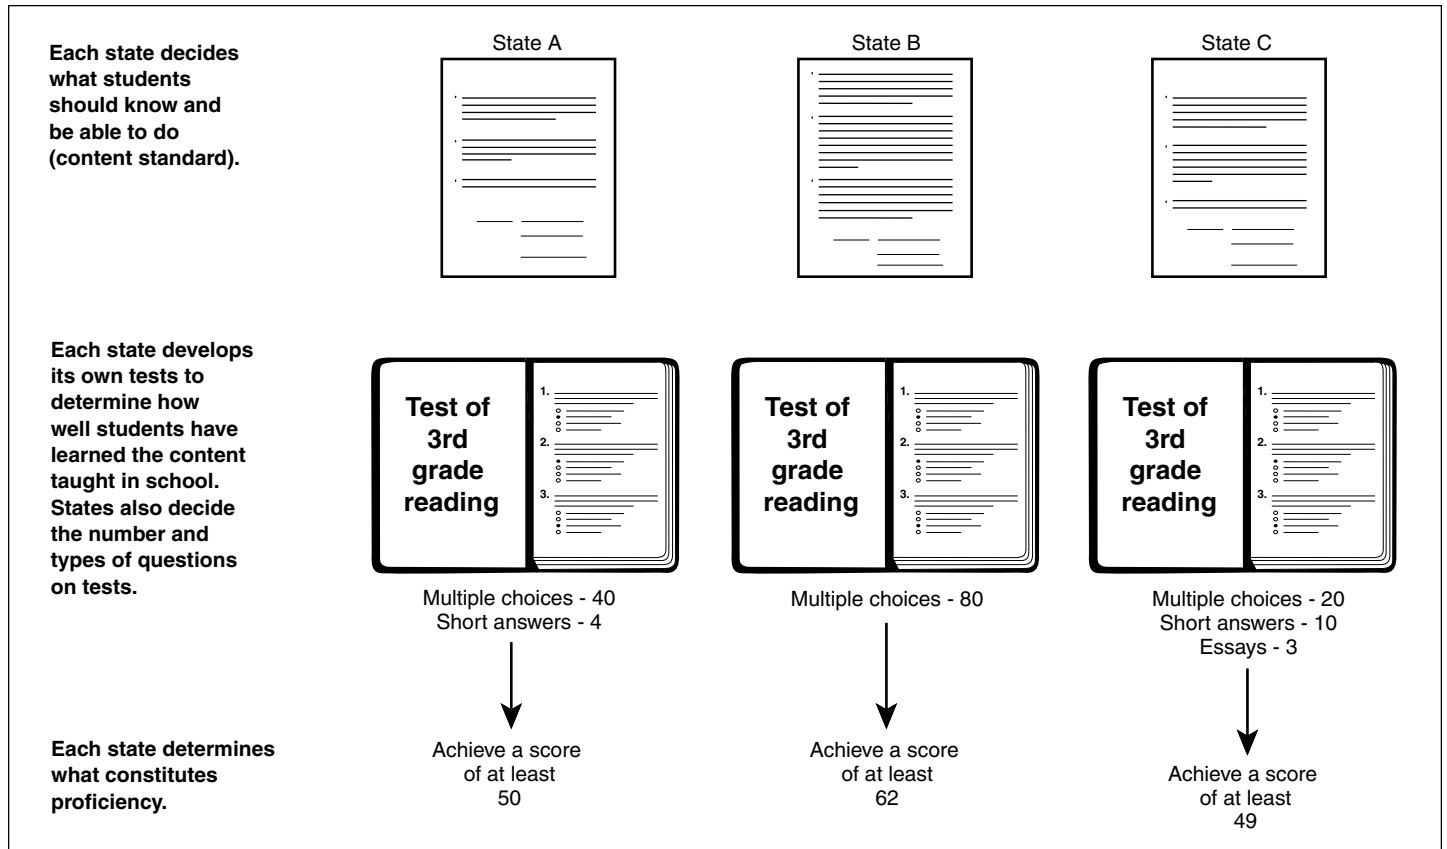 Each state decides
what students
should know and
be able to do
(content standard).
State A
State B
State C
Each state develops
its own tests to
determine how
well students have
learned the content
taught in school.
States also decide
the number and
types of questions
on tests.
Test of
3rd
grade
reading
1.
2.
3.
Multiple choices - 40
Short answers - 4
Test of
3rd
grade
reading
1.
2.
3.
Multiple choices - 80
Test of
3rd
grade
reading
1.
2.
3.
Multiple choices - 20
Short answers - 10
Essays - 3
Each state determines
what constitutes
proficiency.
Achieve a score
of at least
50
Achieve a score
of at least
62
Achieve a score
of at least
49